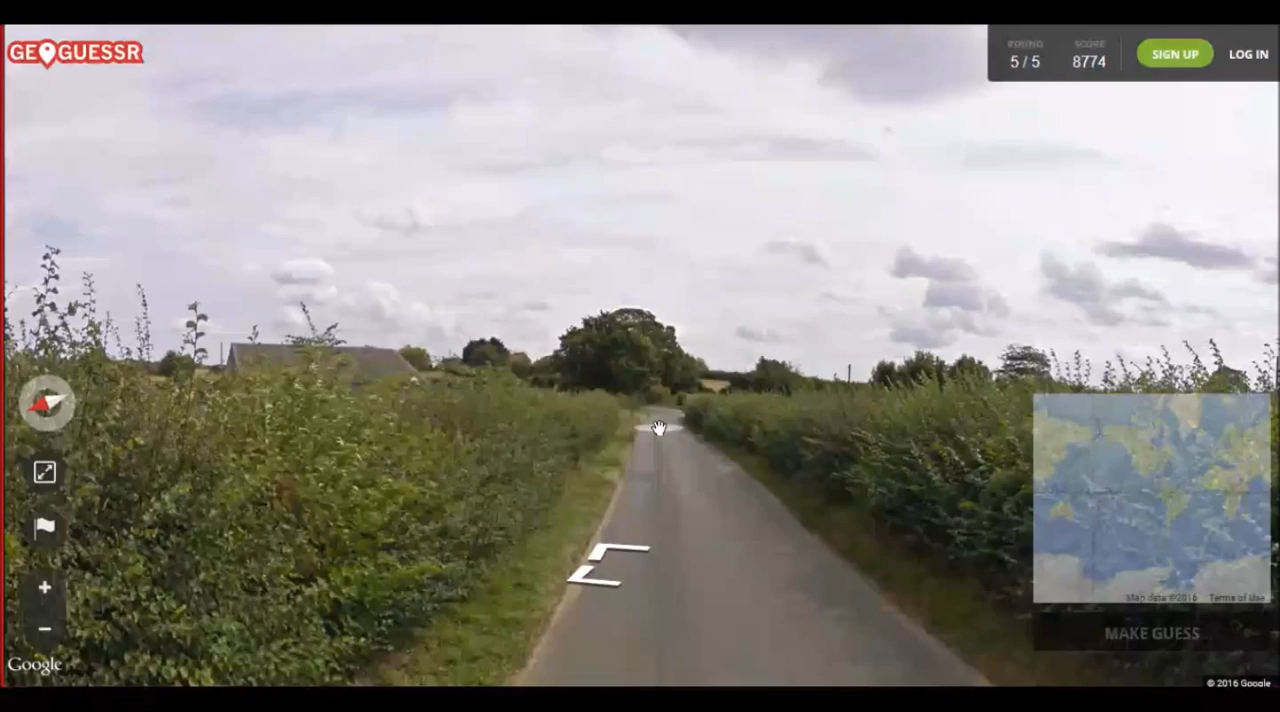 GEOGUESSR
ROUND SCORE
5 / 5 8774
SIGN UP LOG IN
Map data ©2016 Terms of Use
MAKE GUESS
Google
© 2016 Google